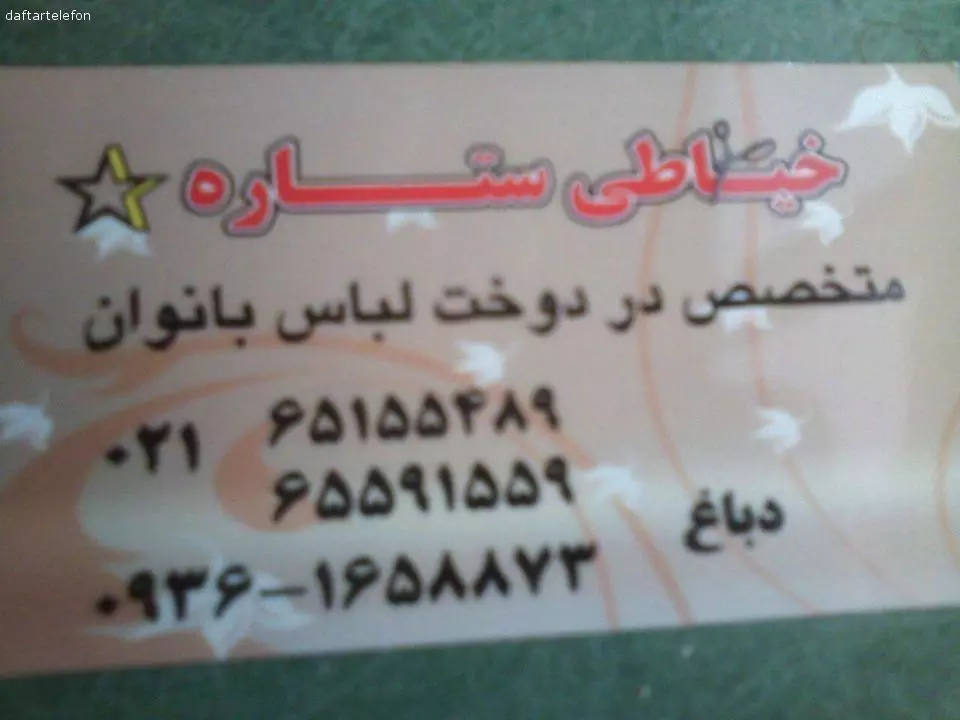 daftartelefon
خیاطی ستاره
متخصص در دوخت لباس بانوان
۰۲۱ ۶۵۱۵۵۴۸۹
۶۵۵۹۱۵۵۹
دباغ
۰۹۳۶-۱۶۵۸۸۷۳